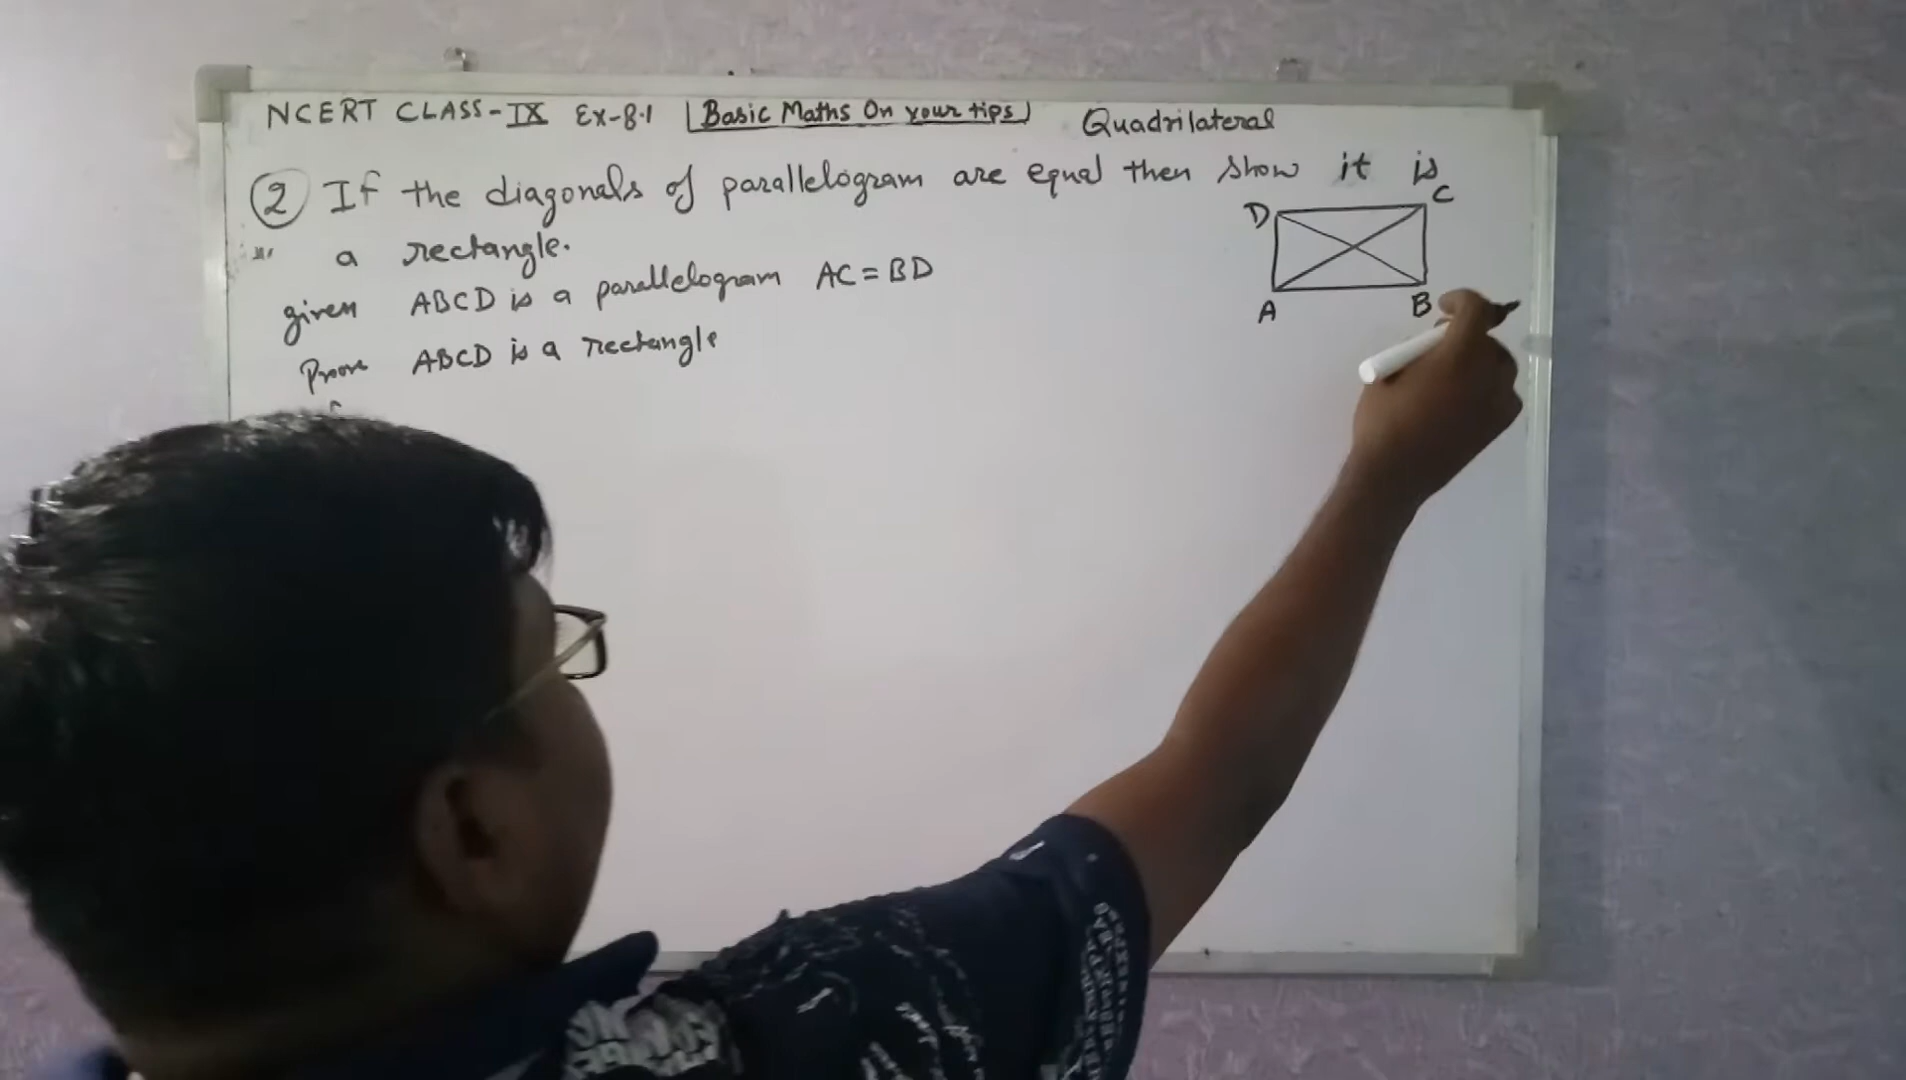 NCERT CLASS-IX Ex-8.1 Basic Maths On your tips Quadrilateral
2 If the diagonals of parallelogram are equal then show it is
a rectangle.
given ABCD is a parallelogram AC = BD
Prove ABCD is a rectangle
D C
A B